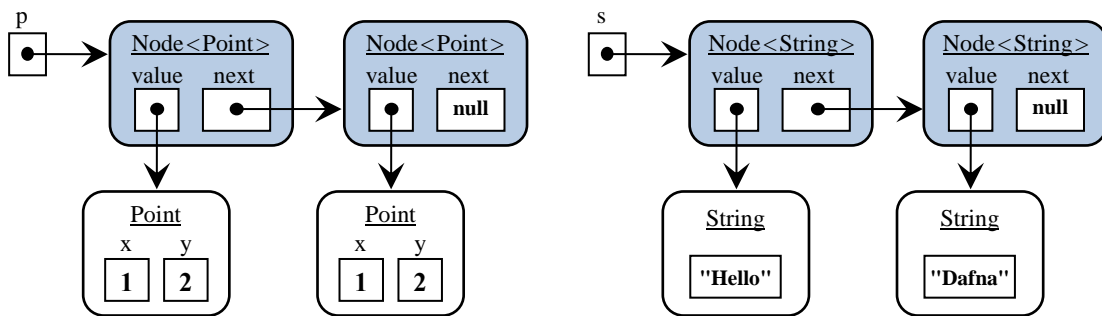 p
Node<Point>
value next
Node<Point>
value next
null
Point
x y
1 2
Point
x y
1 2
s
Node<String>
value next
Node<String>
value next
null
String
"Hello"
String
"Dafna"